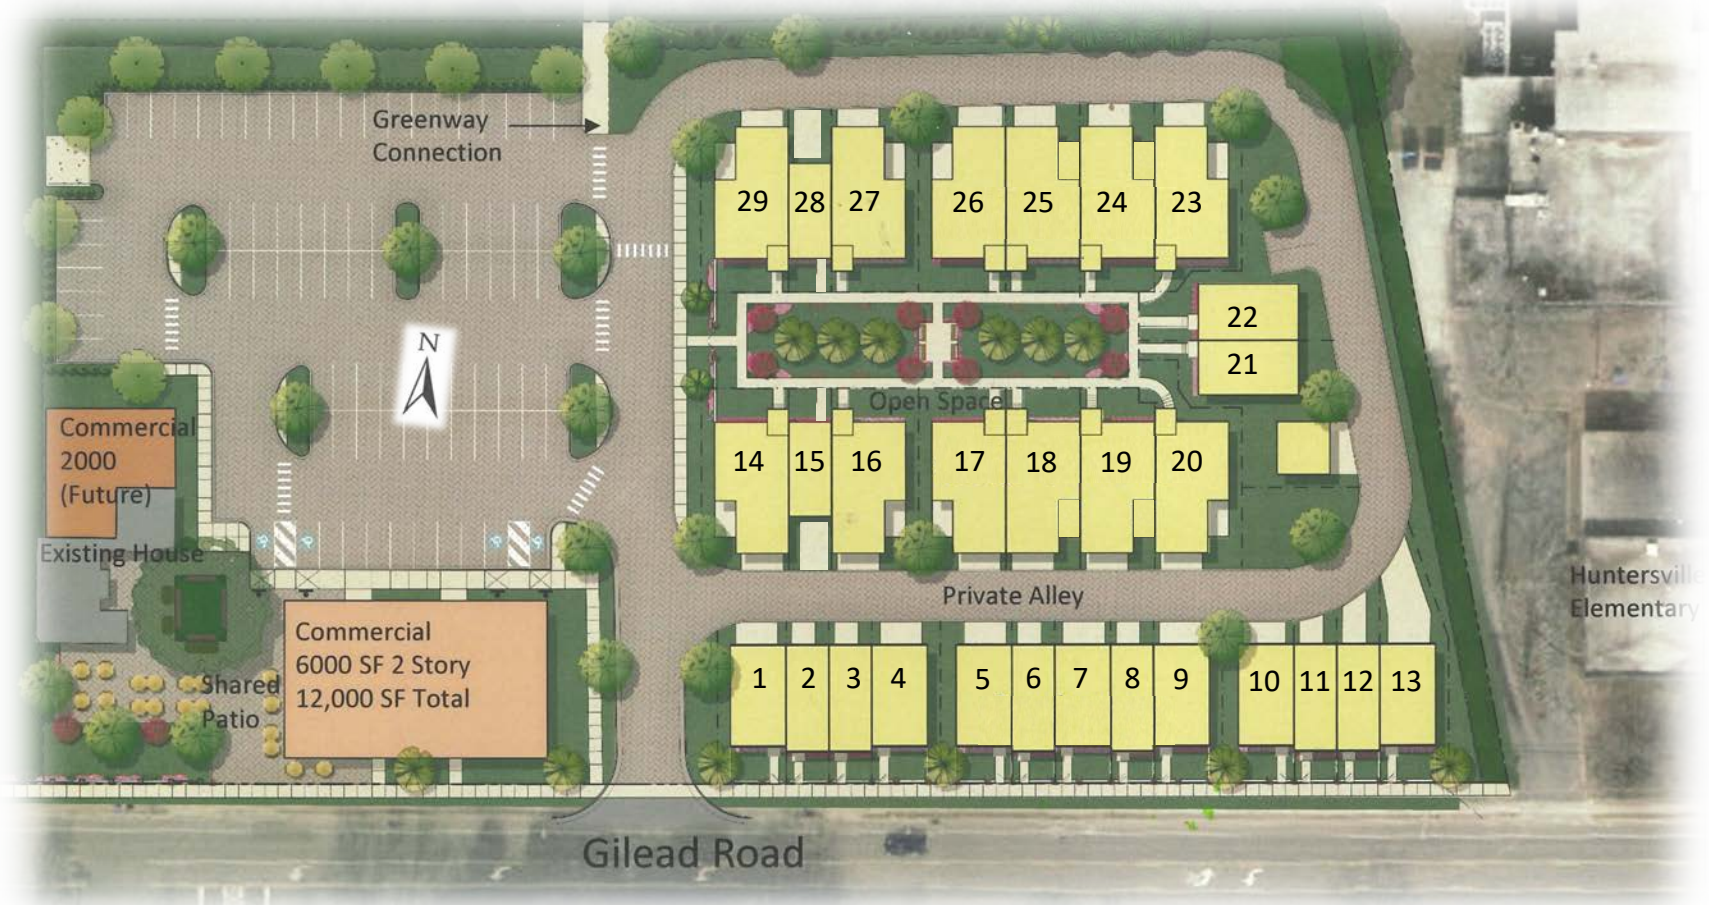 Greenway
Connection
29
28
27
26
25
24
23
N
22
21
Open Space
Commercial
2000
(Future)
14
15
16
17
18
19
20
Existing House
Private Alley
Huntersville
Elementary
Commercial
6000 SF 2 Story
12,000 SF Total
Shared
Patio
1
2
3
4
5
6
7
8
9
10
11
12
13
Gilead Road